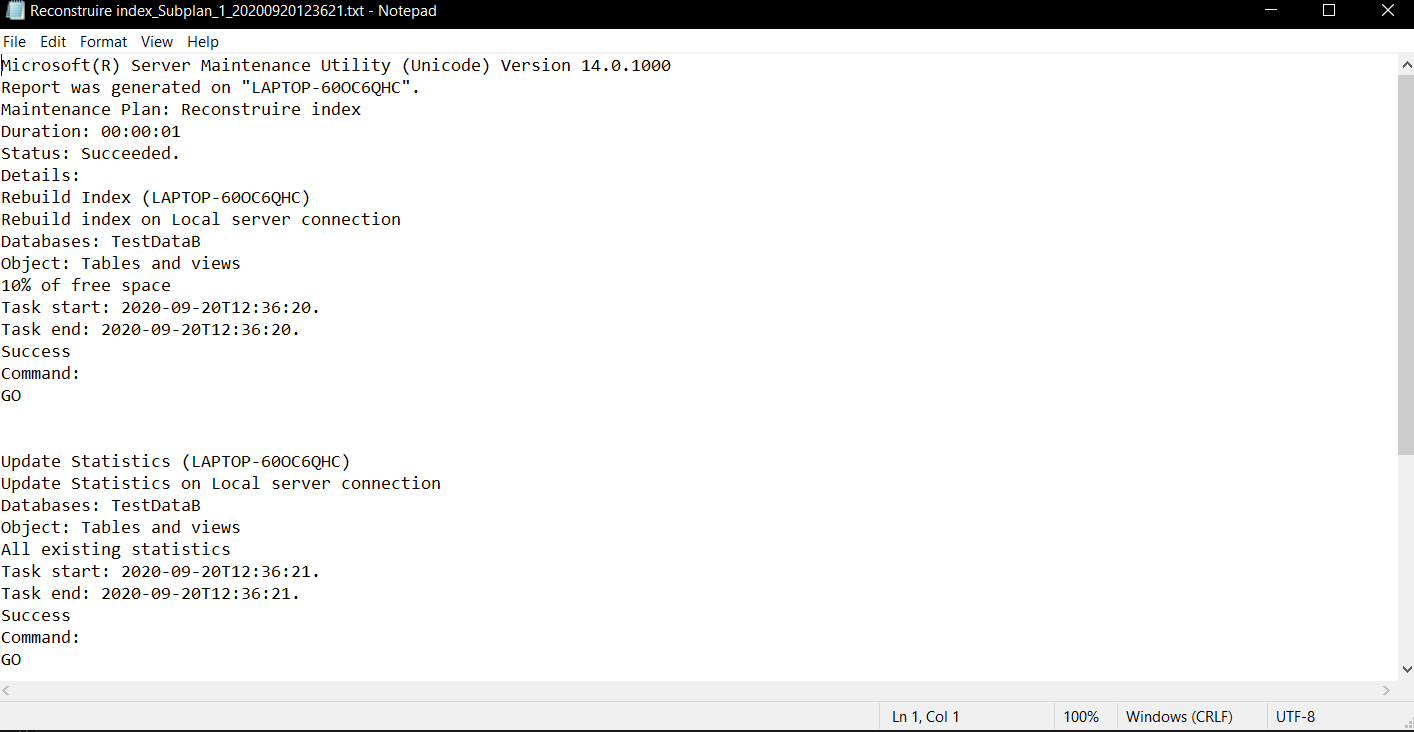 Reconstruire index_Subplan_1_20200920123621.txt - Notepad
File Edit Format View Help
Microsoft(R) Server Maintenance Utility (Unicode) Version 14.0.1000
Report was generated on "LAPTOP-60OC6QHC".
Maintenance Plan: Reconstruire index
Duration: 00:00:01
Status: Succeeded.
Details:
Rebuild Index (LAPTOP-60OC6QHC)
Rebuild index on Local server connection
Databases: TestDataB
Object: Tables and views
10% of free space
Task start: 2020-09-20T12:36:20.
Task end: 2020-09-20T12:36:20.
Success
Command:
GO
Update Statistics (LAPTOP-60OC6QHC)
Update Statistics on Local server connection
Databases: TestDataB
Object: Tables and views
All existing statistics
Task start: 2020-09-20T12:36:21.
Task end: 2020-09-20T12:36:21.
Success
Command:
GO
Ln 1, Col 1 100% Windows (CRLF) UTF-8